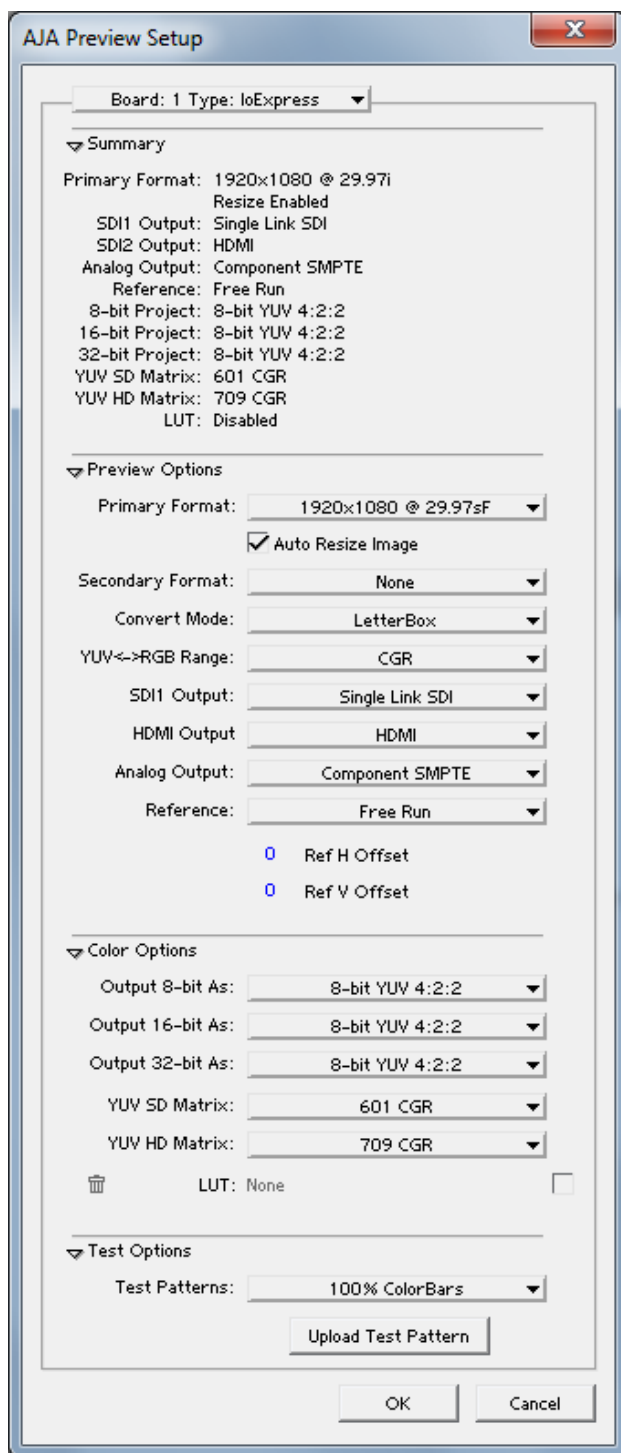 AJA Preview Setup
Board: 1 Type: IoExpress
Summary
Primary Format: 1920x1080 @ 29.97i
Resize Enabled
SDI1 Output: Single Link SDI
SDI2 Output: HDMI
Analog Output: Component SMPTE
Reference: Free Run
8-bit Project: 8-bit YUV 4:2:2
16-bit Project: 8-bit YUV 4:2:2
32-bit Project: 8-bit YUV 4:2:2
YUV SD Matrix: 601 CGR
YUV HD Matrix: 709 CGR
LUT: Disabled
Preview Options
Primary Format: 1920x1080 @ 29.97sF
Auto Resize Image
Secondary Format: None
Convert Mode: LetterBox
YUV<->RGB Range: CGR
SDI1 Output: Single Link SDI
HDMI Output HDMI
Analog Output: Component SMPTE
Reference: Free Run
0 Ref H Offset
0 Ref V Offset
Color Options
Output 8-bit As: 8-bit YUV 4:2:2
Output 16-bit As: 8-bit YUV 4:2:2
Output 32-bit As: 8-bit YUV 4:2:2
YUV SD Matrix: 601 CGR
YUV HD Matrix: 709 CGR
LUT: None
Test Options
Test Patterns: 100% ColorBars
Upload Test Pattern
OK Cancel